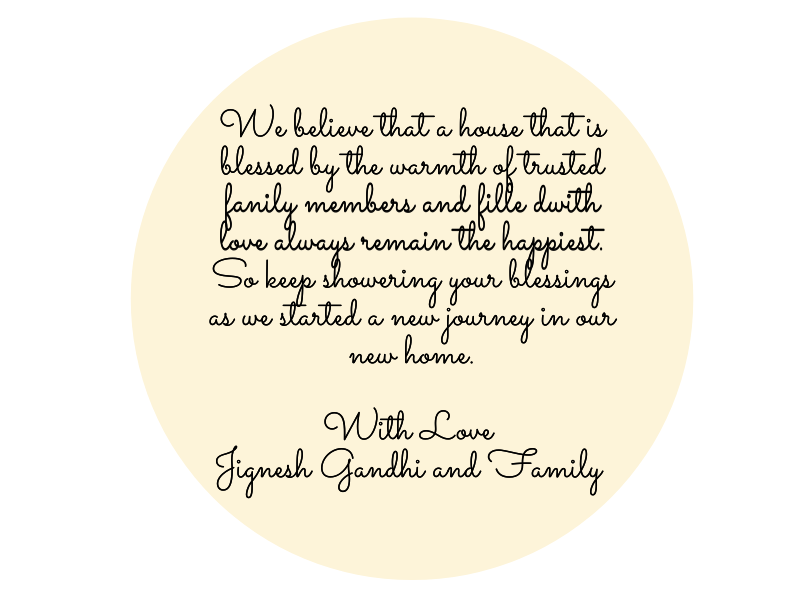 We believe that a house that is
blessed by the warmth of trusted
fanily members and fille dwith
love always remain the happiest.
So keep showering your blessings
as we started a new journey in our
new home.
With Love
Jignesh Gandhi and Family